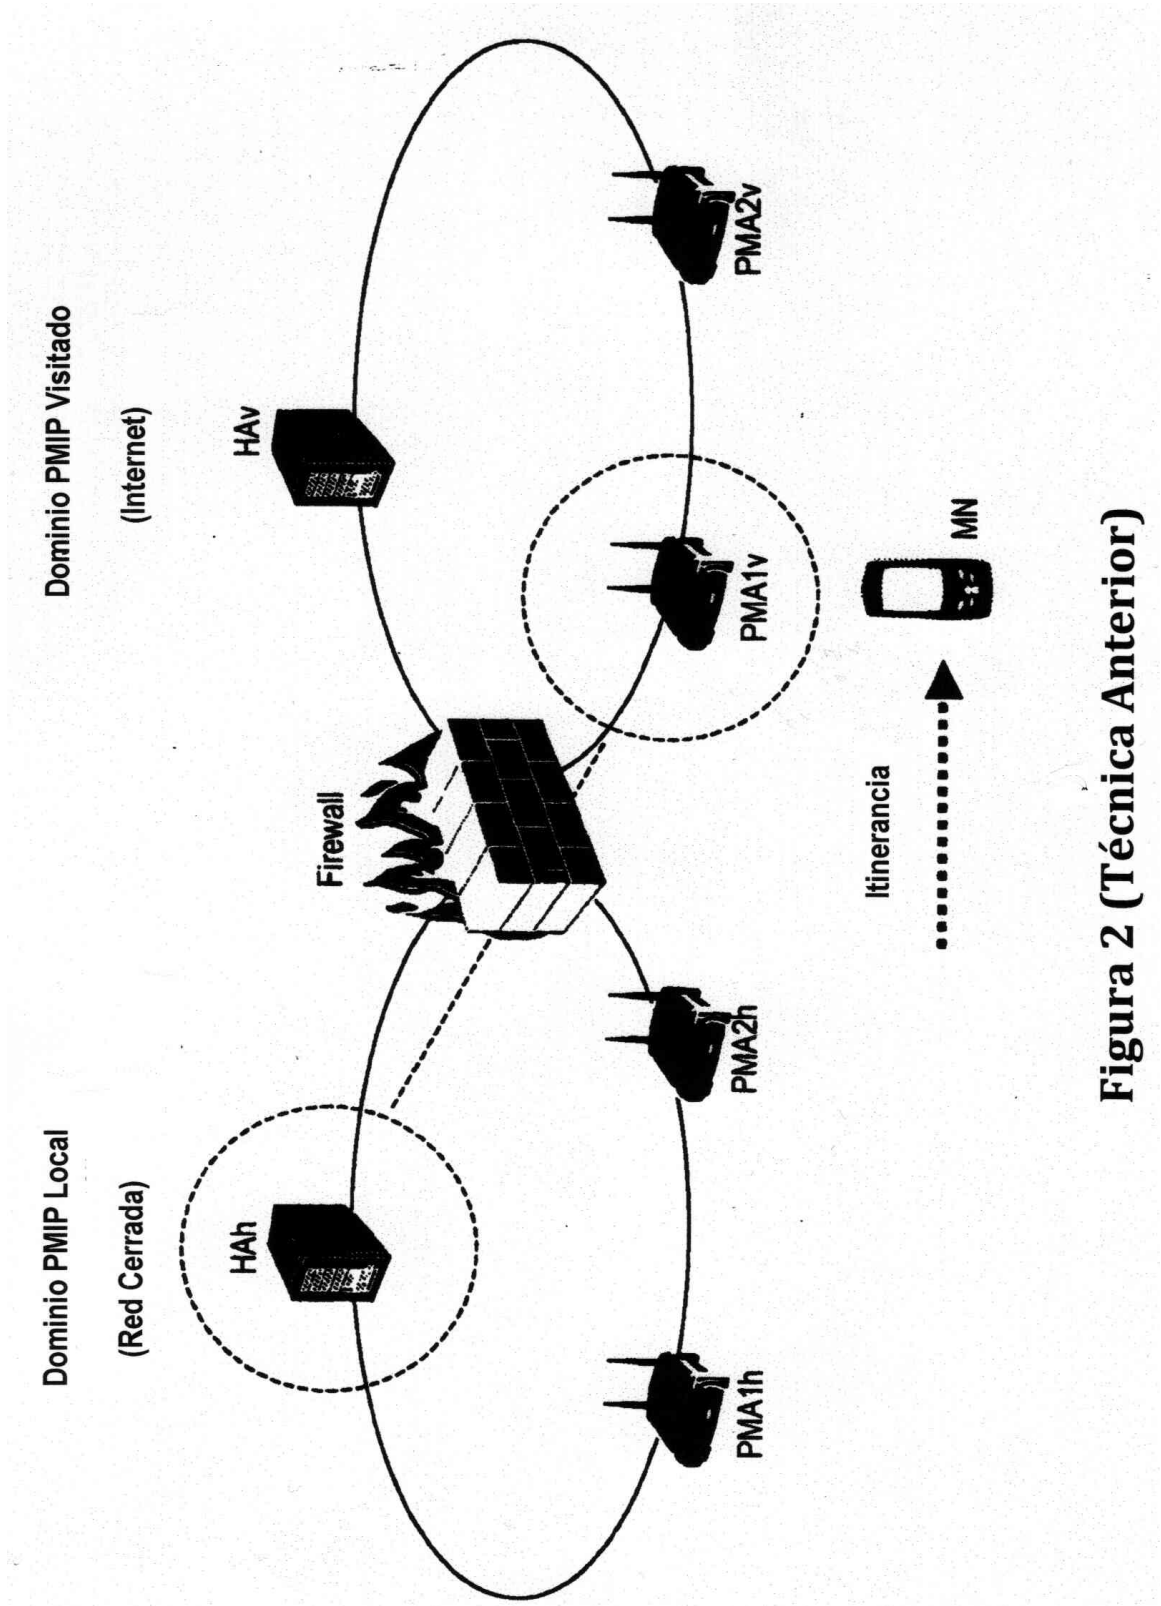 Dominio PMIP Local
(Red Cerrada)
Dominio PMIP Visitado
(Internet)
HAh
Firewall
HAv
PMA1h
PMA2h
PMA1v
PMA2v
Itinerancia
MN
Figura 2 (Técnica Anterior)